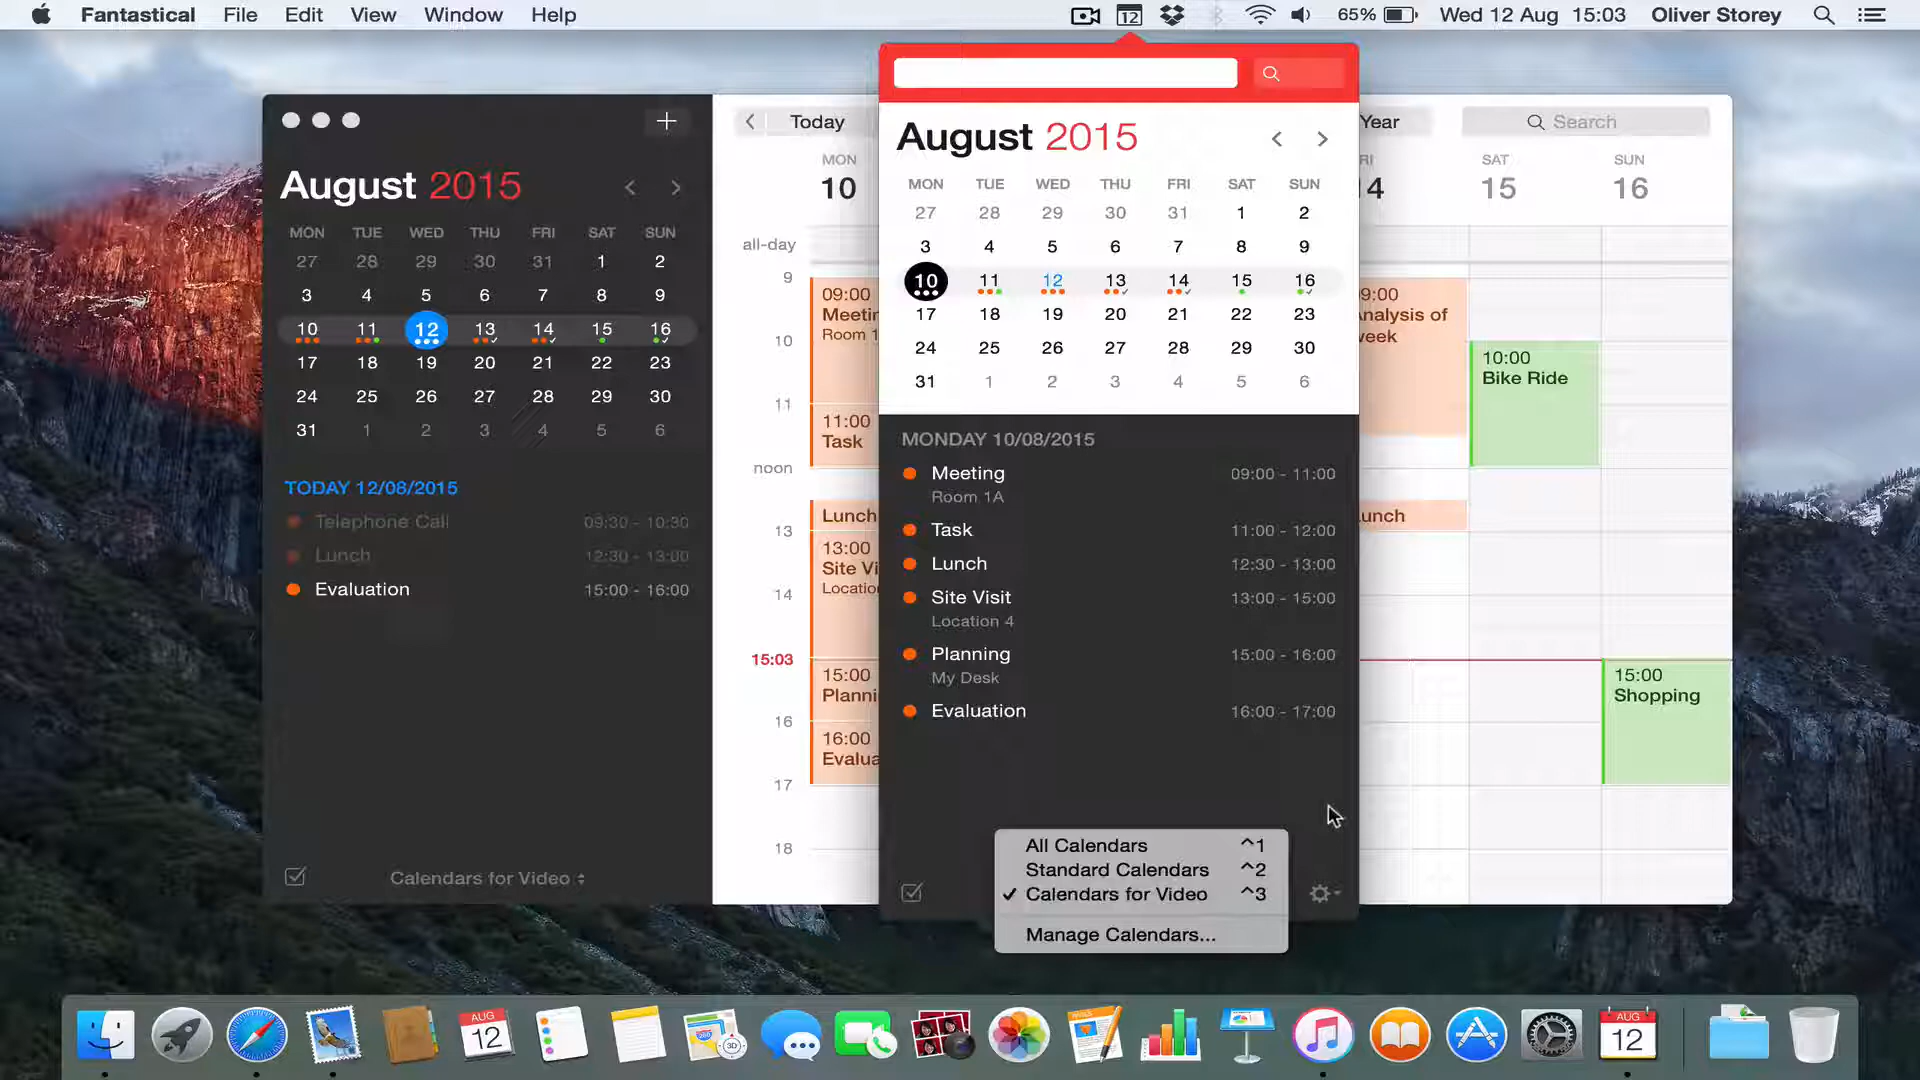 Fantastical File Edit View Window Help
12 65% Wed 12 Aug 15:03 Oliver Storey
August 2015
MON TUE WED THU FRI SAT SUN
27 28 29 30 31 1 2
3 4 5 6 7 8 9
10 11 12 13 14 15 16
17 18 19 20 21 22 23
24 25 26 27 28 29 30
31 1 2 3 4 5 6
TODAY 12/08/2015
Telephone Call 09:30 - 10:30
Lunch 12:30 - 13:00
Evaluation 15:00 - 16:00
Calendars for Video
Today
MON
10
all-day
9
10
11
noon
13
14
15:03
16
17
18
09:00
Meetin
Room 1
11:00
Task
Lunch
13:00
Site Vi
Locatio
15:00
Planni
16:00
Evalua
August 2015
MON TUE WED THU FRI SAT SUN
27 28 29 30 31 1 2
3 4 5 6 7 8 9
10 11 12 13 14 15 16
17 18 19 20 21 22 23
24 25 26 27 28 29 30
31 1 2 3 4 5 6
MONDAY 10/08/2015
Meeting 09:00 - 11:00
Room 1A
Task 11:00 - 12:00
Lunch 12:30 - 13:00
Site Visit 13:00 - 15:00
Location 4
Planning 15:00 - 16:00
My Desk
Evaluation 16:00 - 17:00
All Calendars ^1
Standard Calendars ^2
✓ Calendars for Video ^3
Manage Calendars...
Year
Search
RI SAT SUN
14 15 16
9:00
Analysis of
week
unch
10:00
Bike Ride
15:00
Shopping
AUG
12
3D
AUG
12